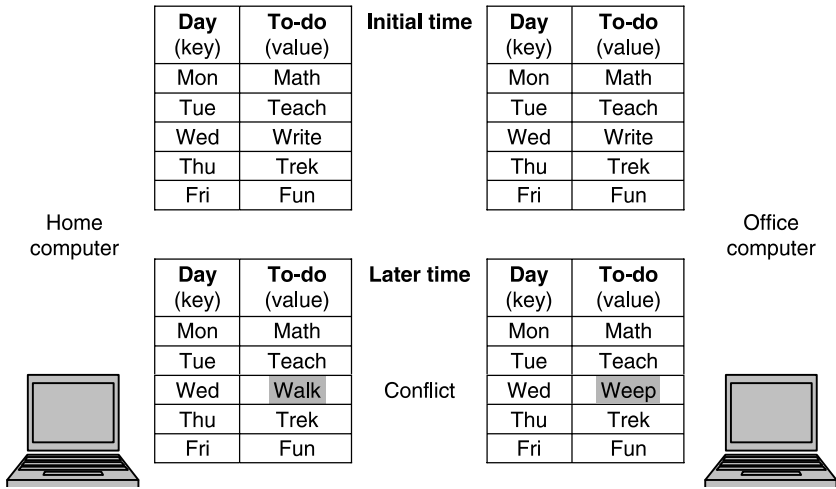 Day To-do Initial time Day To-do
(key) (value) (key) (value)
Mon Math Mon Math
Tue Teach Tue Teach
Wed Write Wed Write
Thu Trek Thu Trek
Fri Fun Fri Fun
Home Office
computer computer
Day To-do Later time Day To-do
(key) (value) (key) (value)
Mon Math Mon Math
Tue Teach Tue Teach
Wed Walk Conflict Wed Weep
Thu Trek Thu Trek
Fri Fun Fri Fun